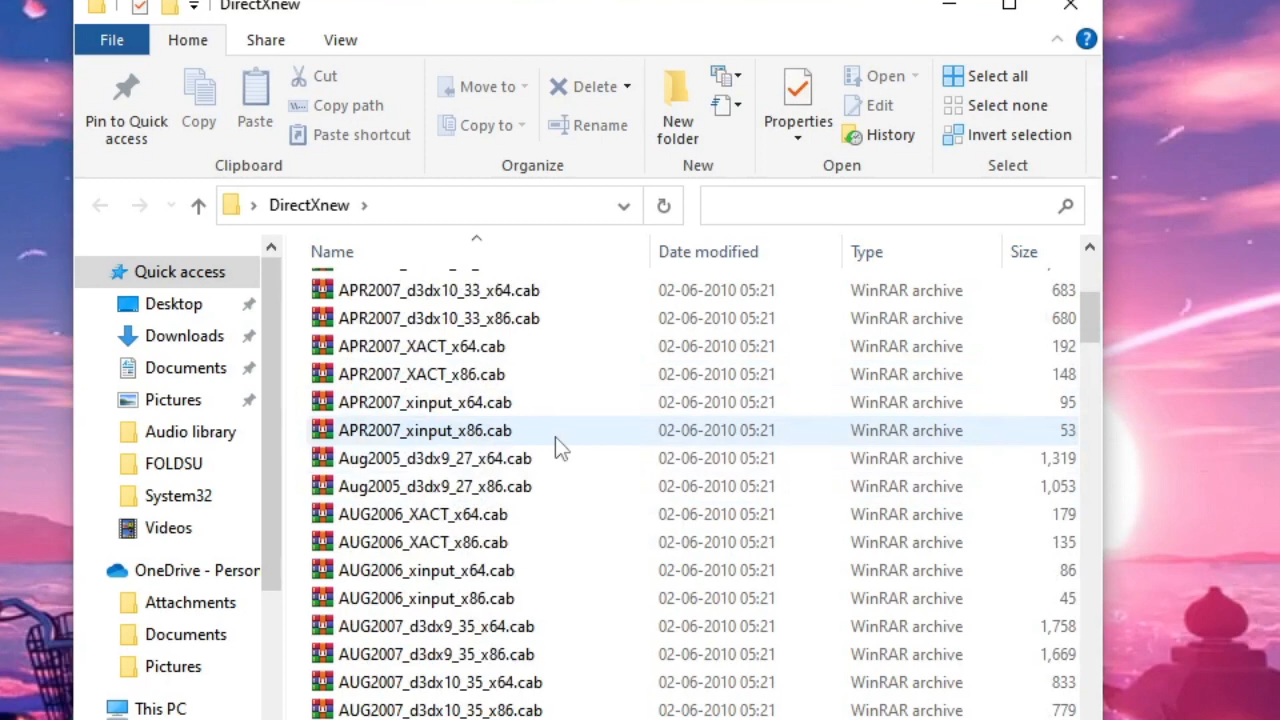 DirectXnew
File Home Share View
Pin to Quick access
Copy
Paste
Cut
Copy path
Paste shortcut
Clipboard
Move to
Copy to
Delete
Rename
Organize
New folder
New
Properties
Open
Edit
History
Open
Select all
Select none
Invert selection
Select
DirectXnew
Quick access
Desktop
Downloads
Documents
Pictures
Audio library
FOLDSU
System32
Videos
OneDrive - Person
Attachments
Documents
Pictures
This PC
Name Date modified Type Size
APR2007_d3dx10_33_x64.cab 02-06-2010 05:21 WinRAR archive 683
APR2007_d3dx10_33_x86.cab 02-06-2010 05:21 WinRAR archive 680
APR2007_XACT_x64.cab 02-06-2010 05:21 WinRAR archive 192
APR2007_XACT_x86.cab 02-06-2010 05:21 WinRAR archive 148
APR2007_xinput_x64.cab 02-06-2010 05:21 WinRAR archive 95
APR2007_xinput_x86.cab 02-06-2010 05:21 WinRAR archive 53
Aug2005_d3dx9_27_x64.cab 02-06-2010 05:21 WinRAR archive 1,319
Aug2005_d3dx9_27_x86.cab 02-06-2010 05:21 WinRAR archive 1,053
AUG2006_XACT_x64.cab 02-06-2010 05:21 WinRAR archive 179
AUG2006_XACT_x86.cab 02-06-2010 05:21 WinRAR archive 135
AUG2006_xinput_x64.cab 02-06-2010 05:21 WinRAR archive 86
AUG2006_xinput_x86.cab 02-06-2010 05:21 WinRAR archive 45
AUG2007_d3dx9_35_x64.cab 02-06-2010 05:21 WinRAR archive 1,758
AUG2007_d3dx9_35_x86.cab 02-06-2010 05:21 WinRAR archive 1,669
AUG2007_d3dx10_35_x64.cab 02-06-2010 05:21 WinRAR archive 833
AUG2007_d3dx10_35_x86.cab 02-06-2010 05:21 WinRAR archive 779